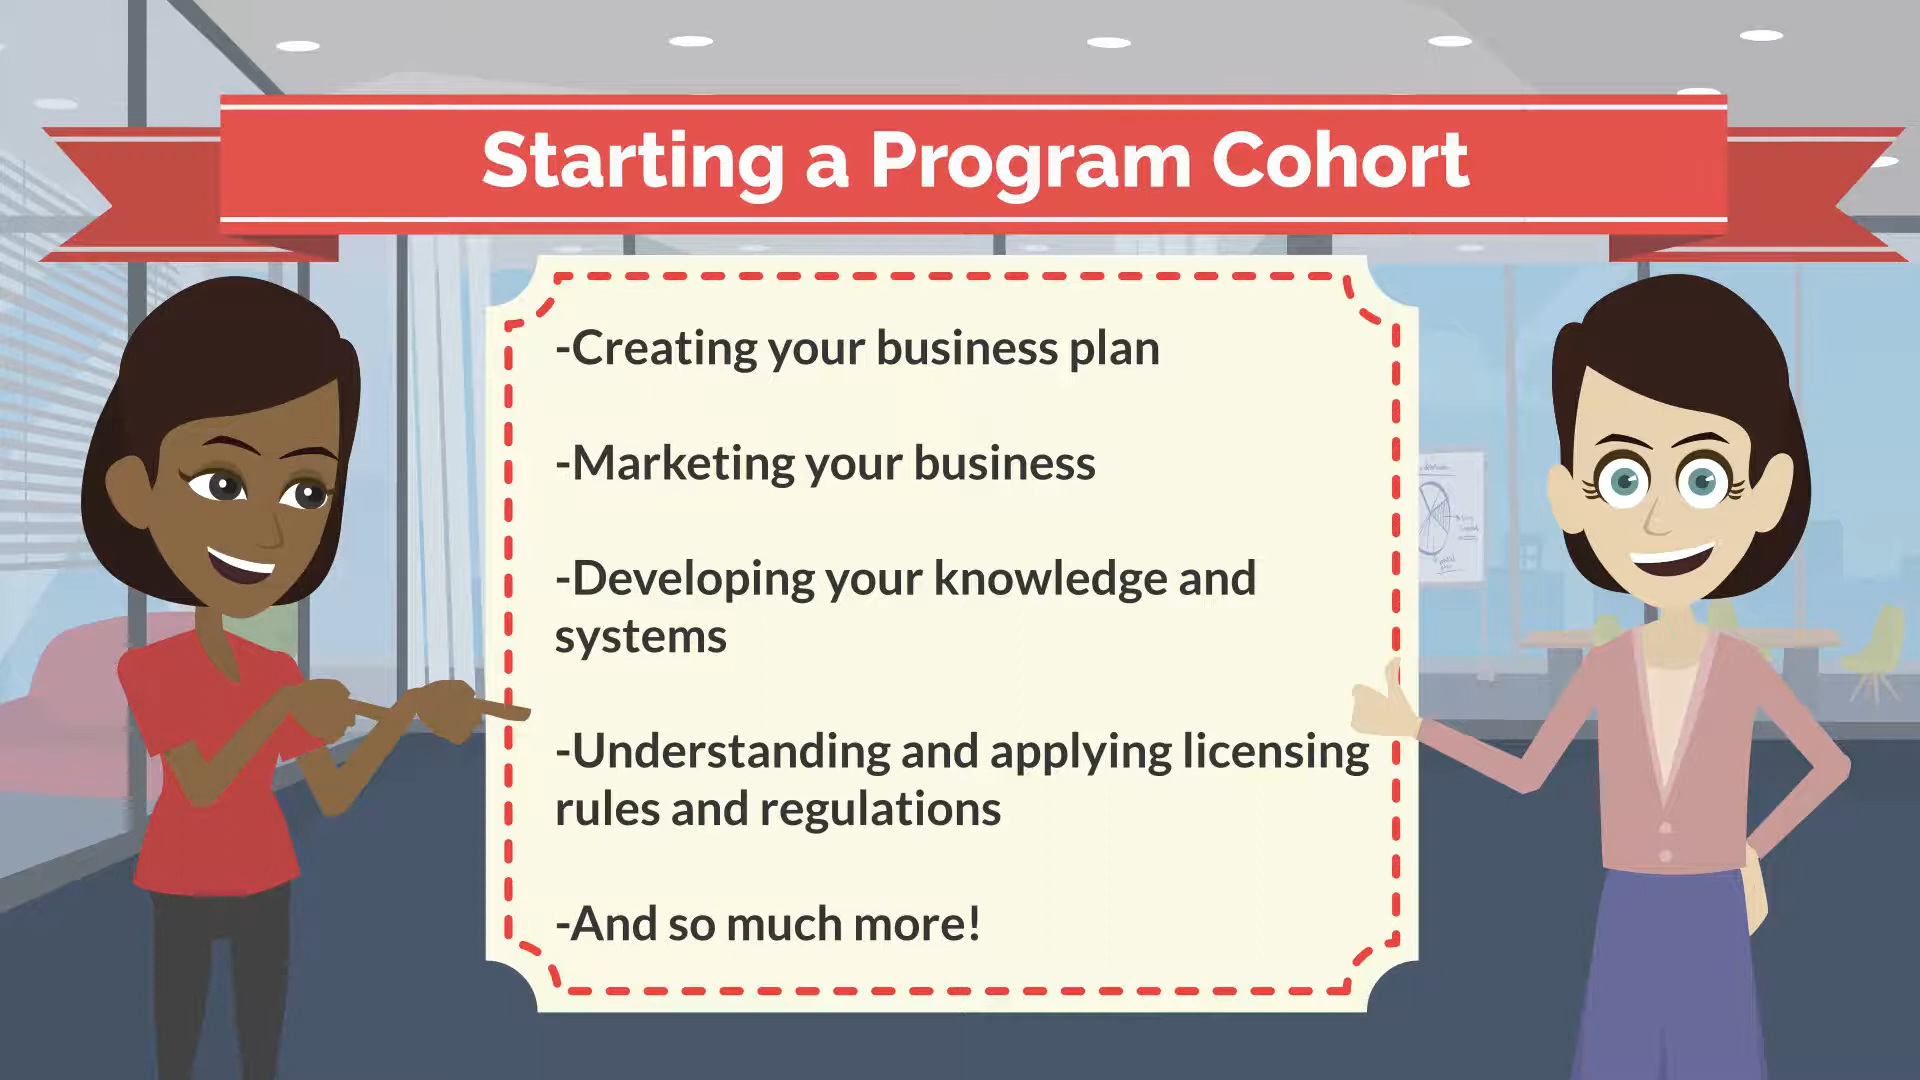 Starting a Program Cohort
-Creating your business plan
-Marketing your business
-Developing your knowledge and
systems
-Understanding and applying licensing
rules and regulations
-And so much more!